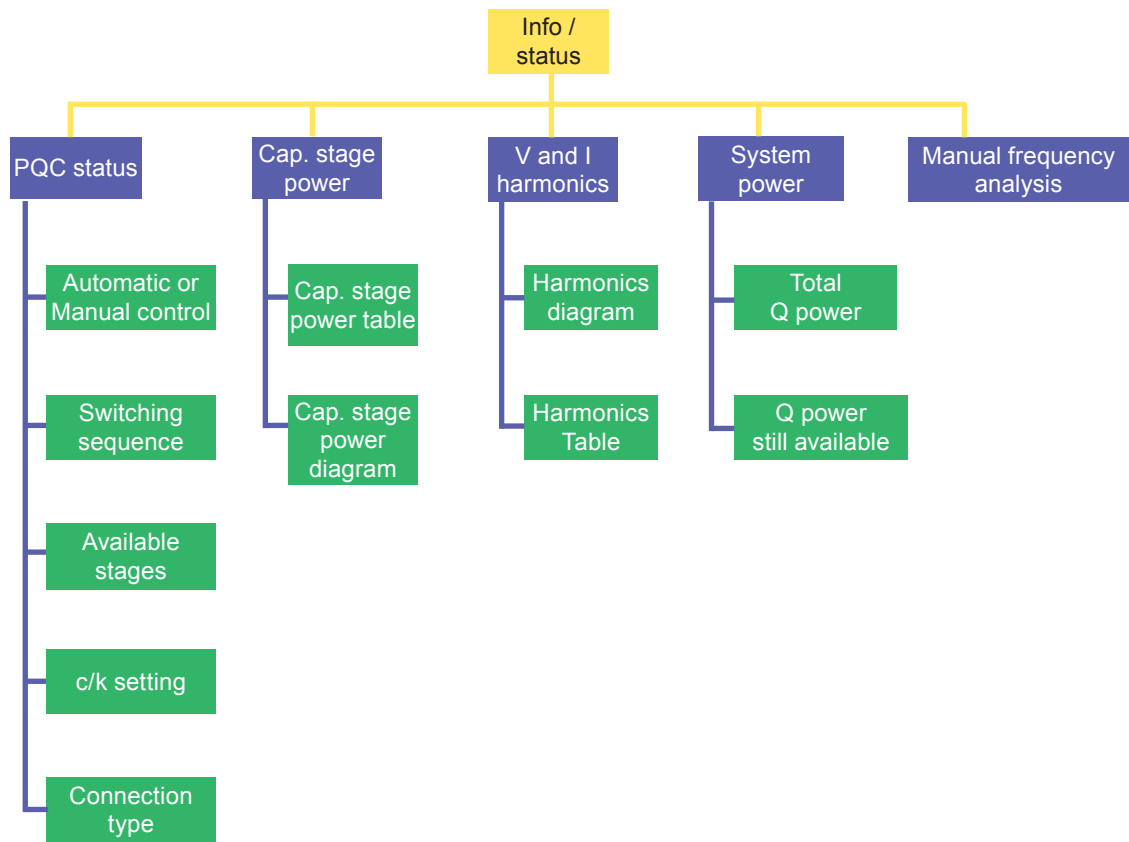 Info /
status
PQC status
Cap. stage
power
V and I
harmonics
System
power
Manual frequency
analysis
Automatic or
Manual control
Switching
sequence
Available
stages
c/k setting
Connection
type
Cap. stage
power table
Cap. stage
power
diagram
Harmonics
diagram
Harmonics
Table
Total
Q power
Q power
still available